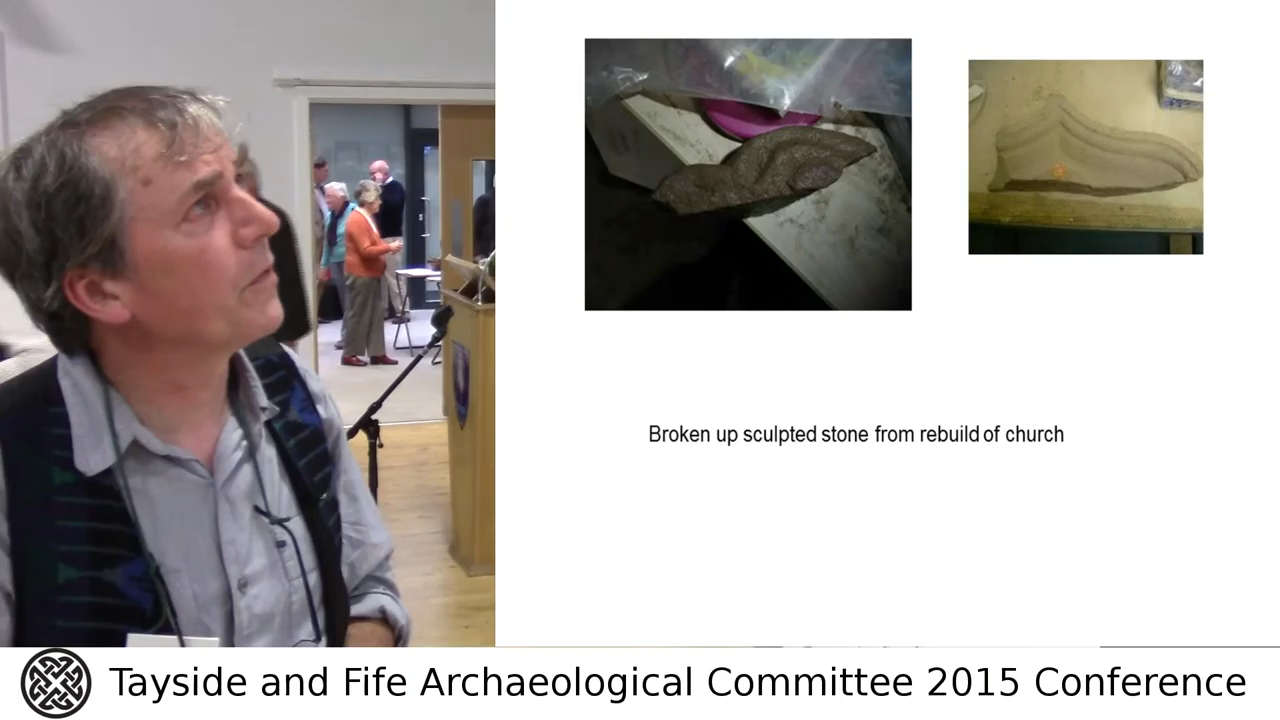 Broken up sculpted stone from rebuild of church
Tayside and Fife Archaeological Committee 2015 Conference